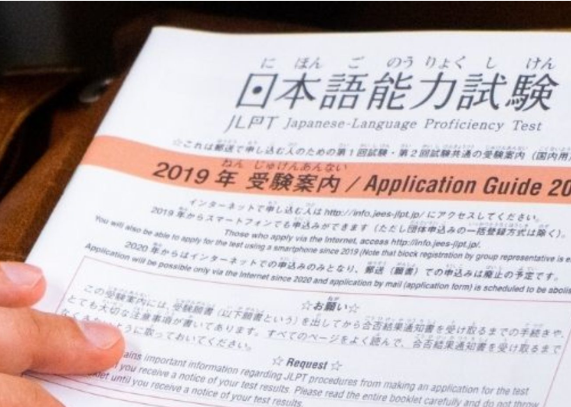 に ほん ご のう りょく し けん
日本語能力試験
JLPT Japanese-Language Proficiency Test
☆これは郵送で申し込む人のための第1回試験・第2回試験共通の受験案内(国内用
ねん じゅけんあんない
2019年 受験案内 / Application Guide 20
インターネットで申し込む人は http://info.jees-jlpt.jp/ にアクセスしてください。
2019年からスマートフォンでも申込みができます(ただし団体申込みの一括登録方式は除く)。
Those who apply via the Internet, access http://info.jees-jlpt.jp/.
You will also be able to apply for the test using a smartphone since 2019 (Note that block registration by group representative is e
2020年からはインターネットでの申込みのみとなり、郵送(願書)での申込みは廃止の予定です。
Application will be possible only via the Internet since 2020 and application by mail (application form) is scheduled to be abolis
☆お願い☆
この受験案内には、受験願書(以下願書という)を出してから合否結果通知書を受け取るまでの手続きや、
とても大切な注意事項が書いてあります。すべてのページをよく読んで、合否結果通知書を受け取るまで
なくさないように取っておいてください。
☆ Request ☆
ains important information regarding JLPT procedures from making an application for the test
you receive a notice of your test results. Please read the entire booklet carefully and do not throw
until you receive a notice of your test results.